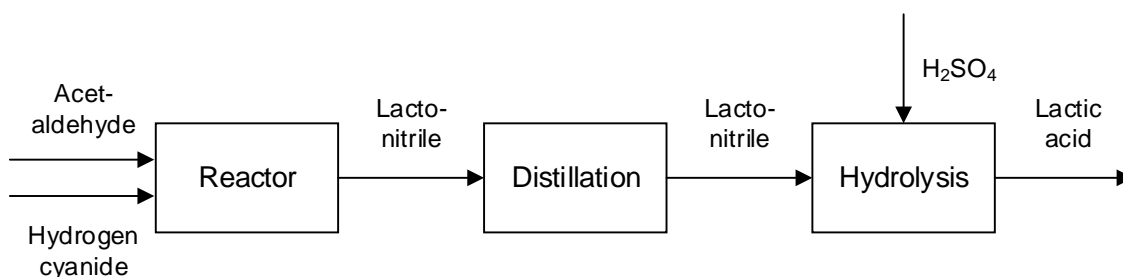 Acet-
aldehyde
Hydrogen
cyanide
Reactor
Lacto-
nitrile
Distillation
Lacto-
nitrile
H₂SO₄
Hydrolysis
Lactic
acid